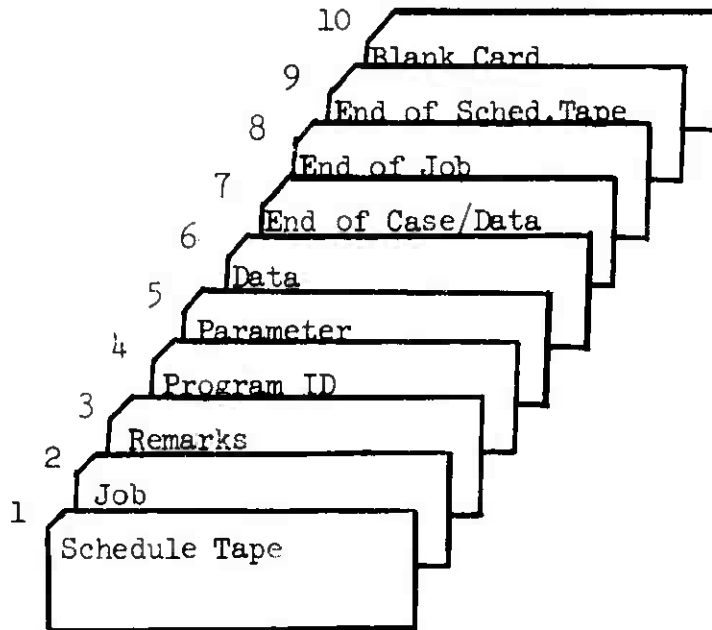 10
Blank Card
9
End of Sched.Tape
8
End of Job
7
End of Case/Data
6
Data
5
Parameter
4
Program ID
3
Remarks
2
Job
1
Schedule Tape